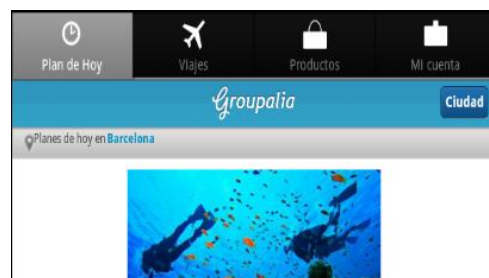 Plan de Hoy
Viajes
Productos
Mi cuenta
Groupalia
Ciudad
Planes de hoy en Barcelona